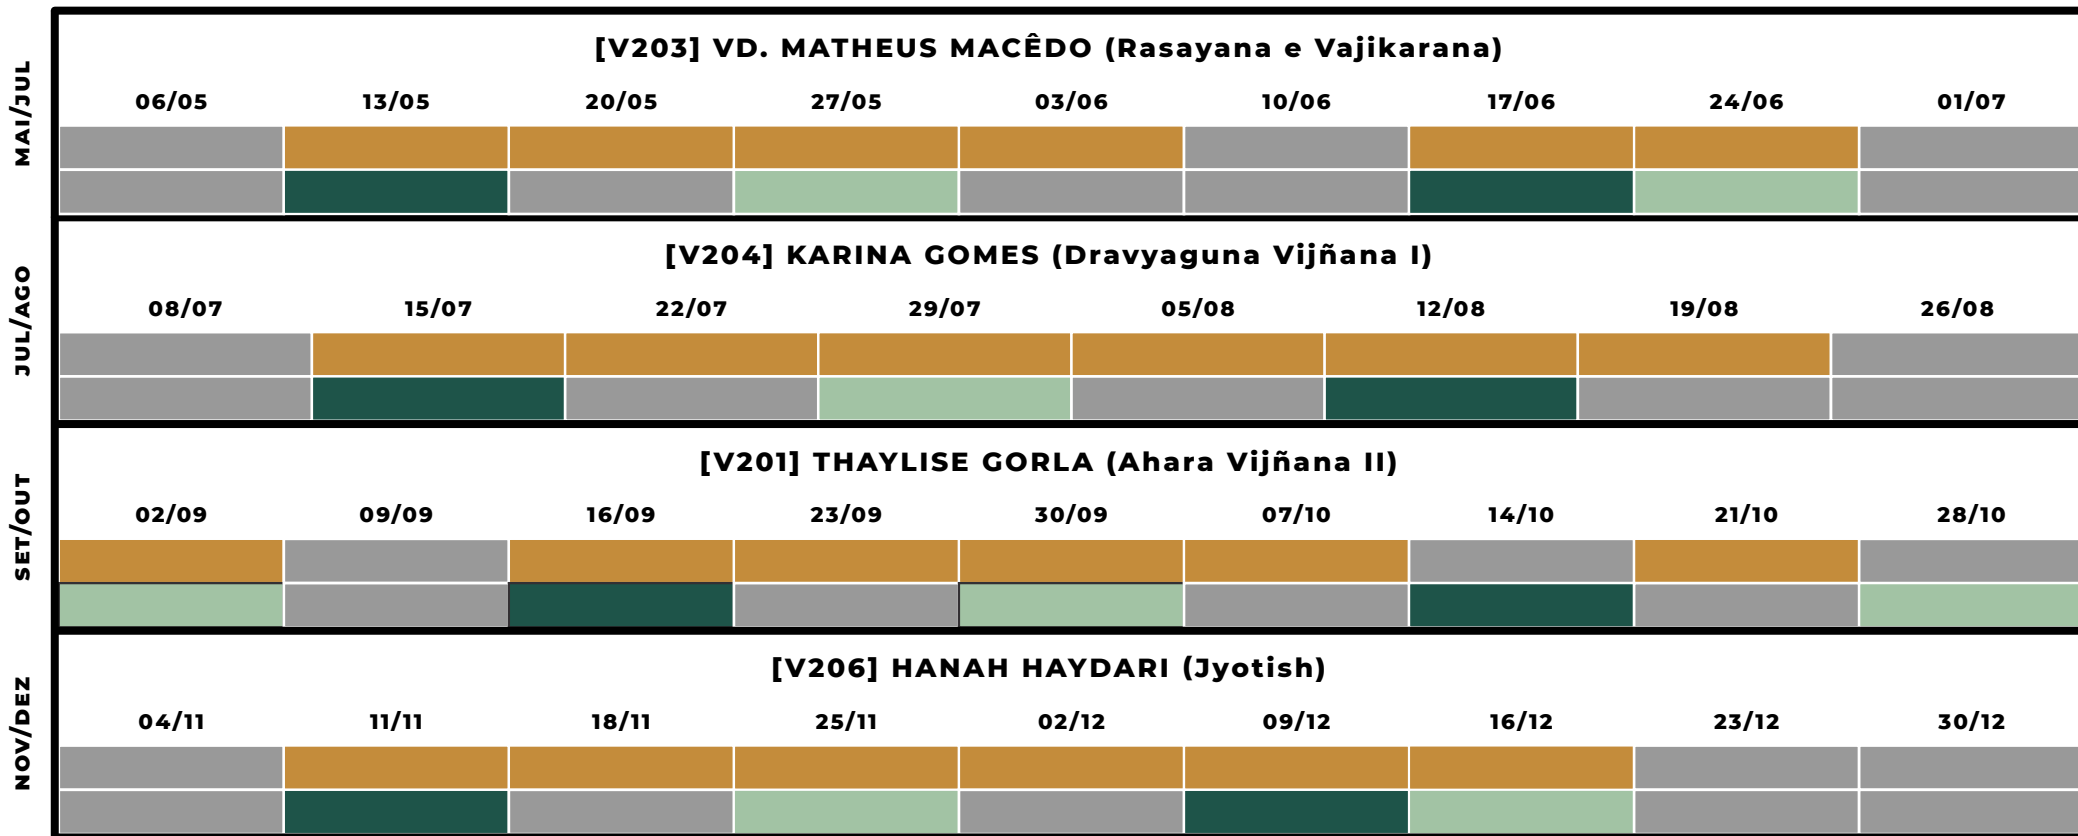 MAI/JUL
[V203] VD. MATHEUS MACÊDO (Rasayana e Vajikarana)
06/05 13/05 20/05 27/05 03/06 10/06 17/06 24/06 01/07
JUL/AGO
[V204] KARINA GOMES (Dravyaguna Vijñana I)
08/07 15/07 22/07 29/07 05/08 12/08 19/08 26/08
SET/OUT
[V201] THAYLISE GORLA (Ahara Vijñana II)
02/09 09/09 16/09 23/09 30/09 07/10 14/10 21/10 28/10
NOV/DEZ
[V206] HANAH HAYDARI (Jyotish)
04/11 11/11 18/11 25/11 02/12 09/12 16/12 23/12 30/12